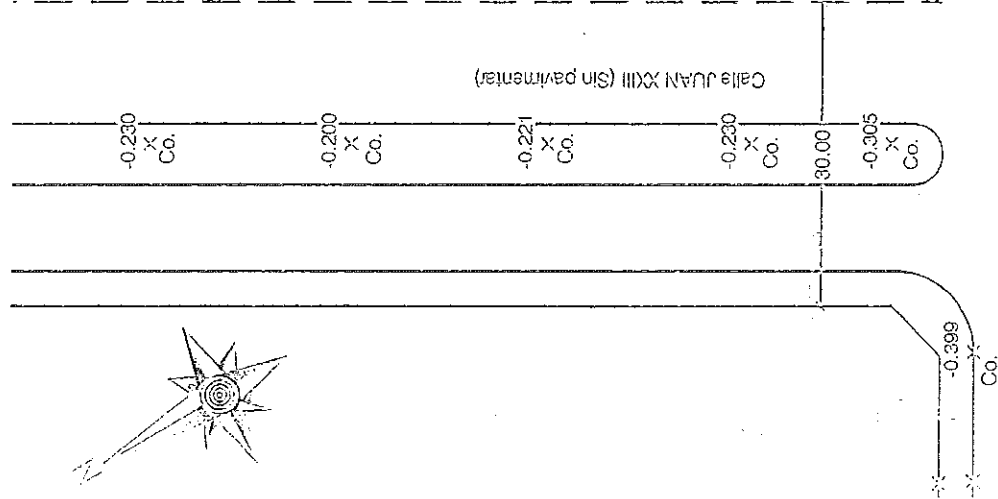 Calle JUAN XXIII (Sin pavimentar)
-0.230
X
Co.
-0.200
X
Co.
-0.221
X
Co.
-0.230
X
Co.
30.00
-0.305
X
Co.
-0.399
X
Co.
N